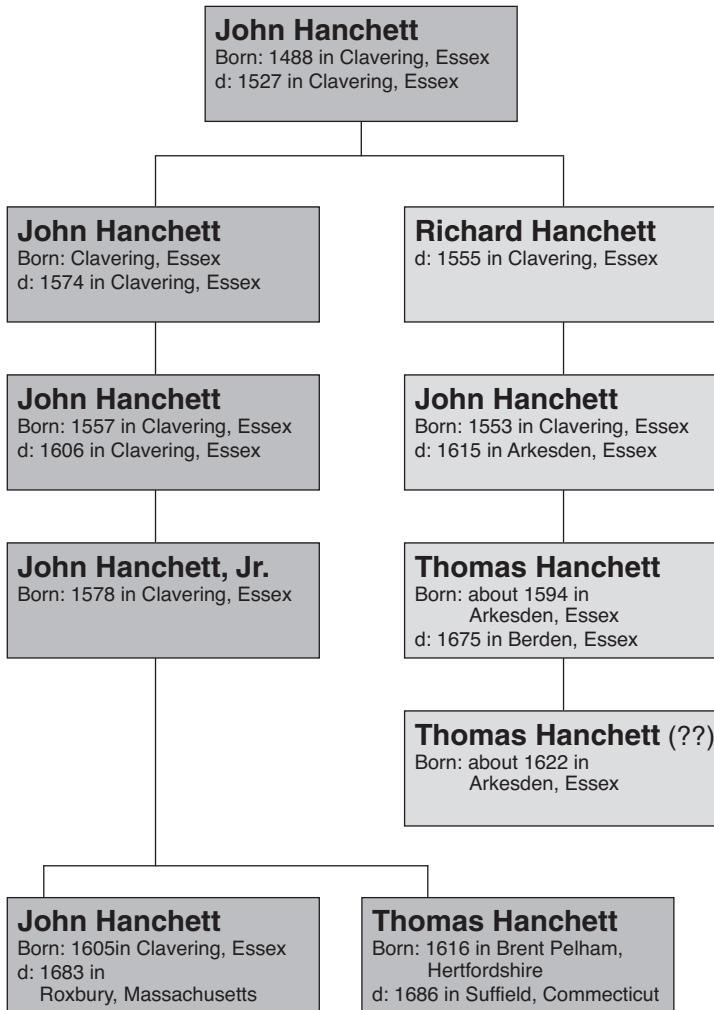 John Hanchett
Born: 1488 in Clavering, Essex
d: 1527 in Clavering, Essex
John Hanchett
Born: Clavering, Essex
d: 1574 in Clavering, Essex
Richard Hanchett
d: 1555 in Clavering, Essex
John Hanchett
Born: 1557 in Clavering, Essex
d: 1606 in Clavering, Essex
John Hanchett
Born: 1553 in Clavering, Essex
d: 1615 in Arkesden, Essex
John Hanchett, Jr.
Born: 1578 in Clavering, Essex
Thomas Hanchett
Born: about 1594 in
Arkesden, Essex
d: 1675 in Berden, Essex
Thomas Hanchett (??)
Born: about 1622 in
Arkesden, Essex
John Hanchett
Born: 1605in Clavering, Essex
d: 1683 in
Roxbury, Massachusetts
Thomas Hanchett
Born: 1616 in Brent Pelham,
Hertfordshire
d: 1686 in Suffield, Commecticut